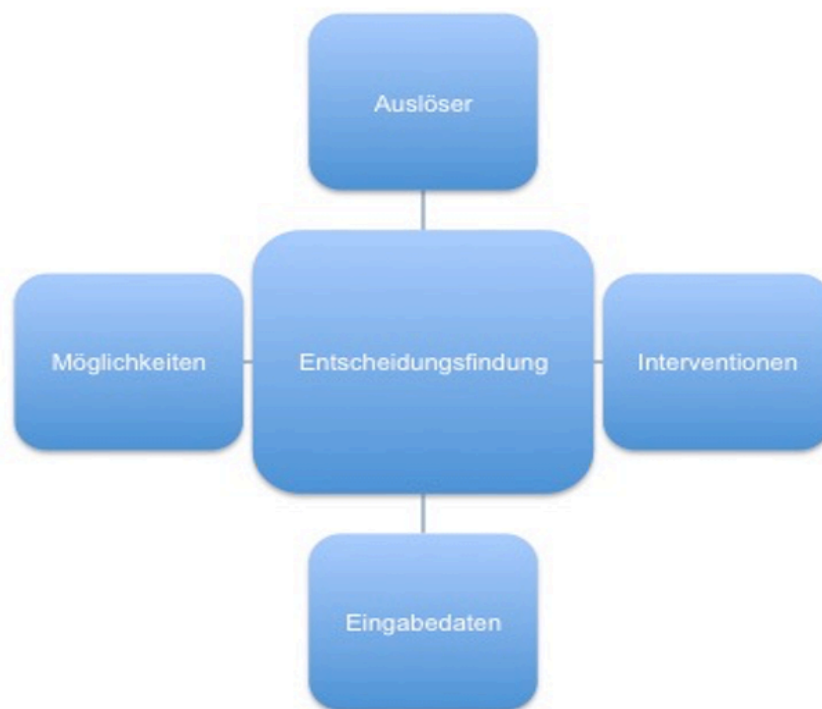 Auslöser
Möglichkeiten
Entscheidungsfindung
Interventionen
Eingabedaten